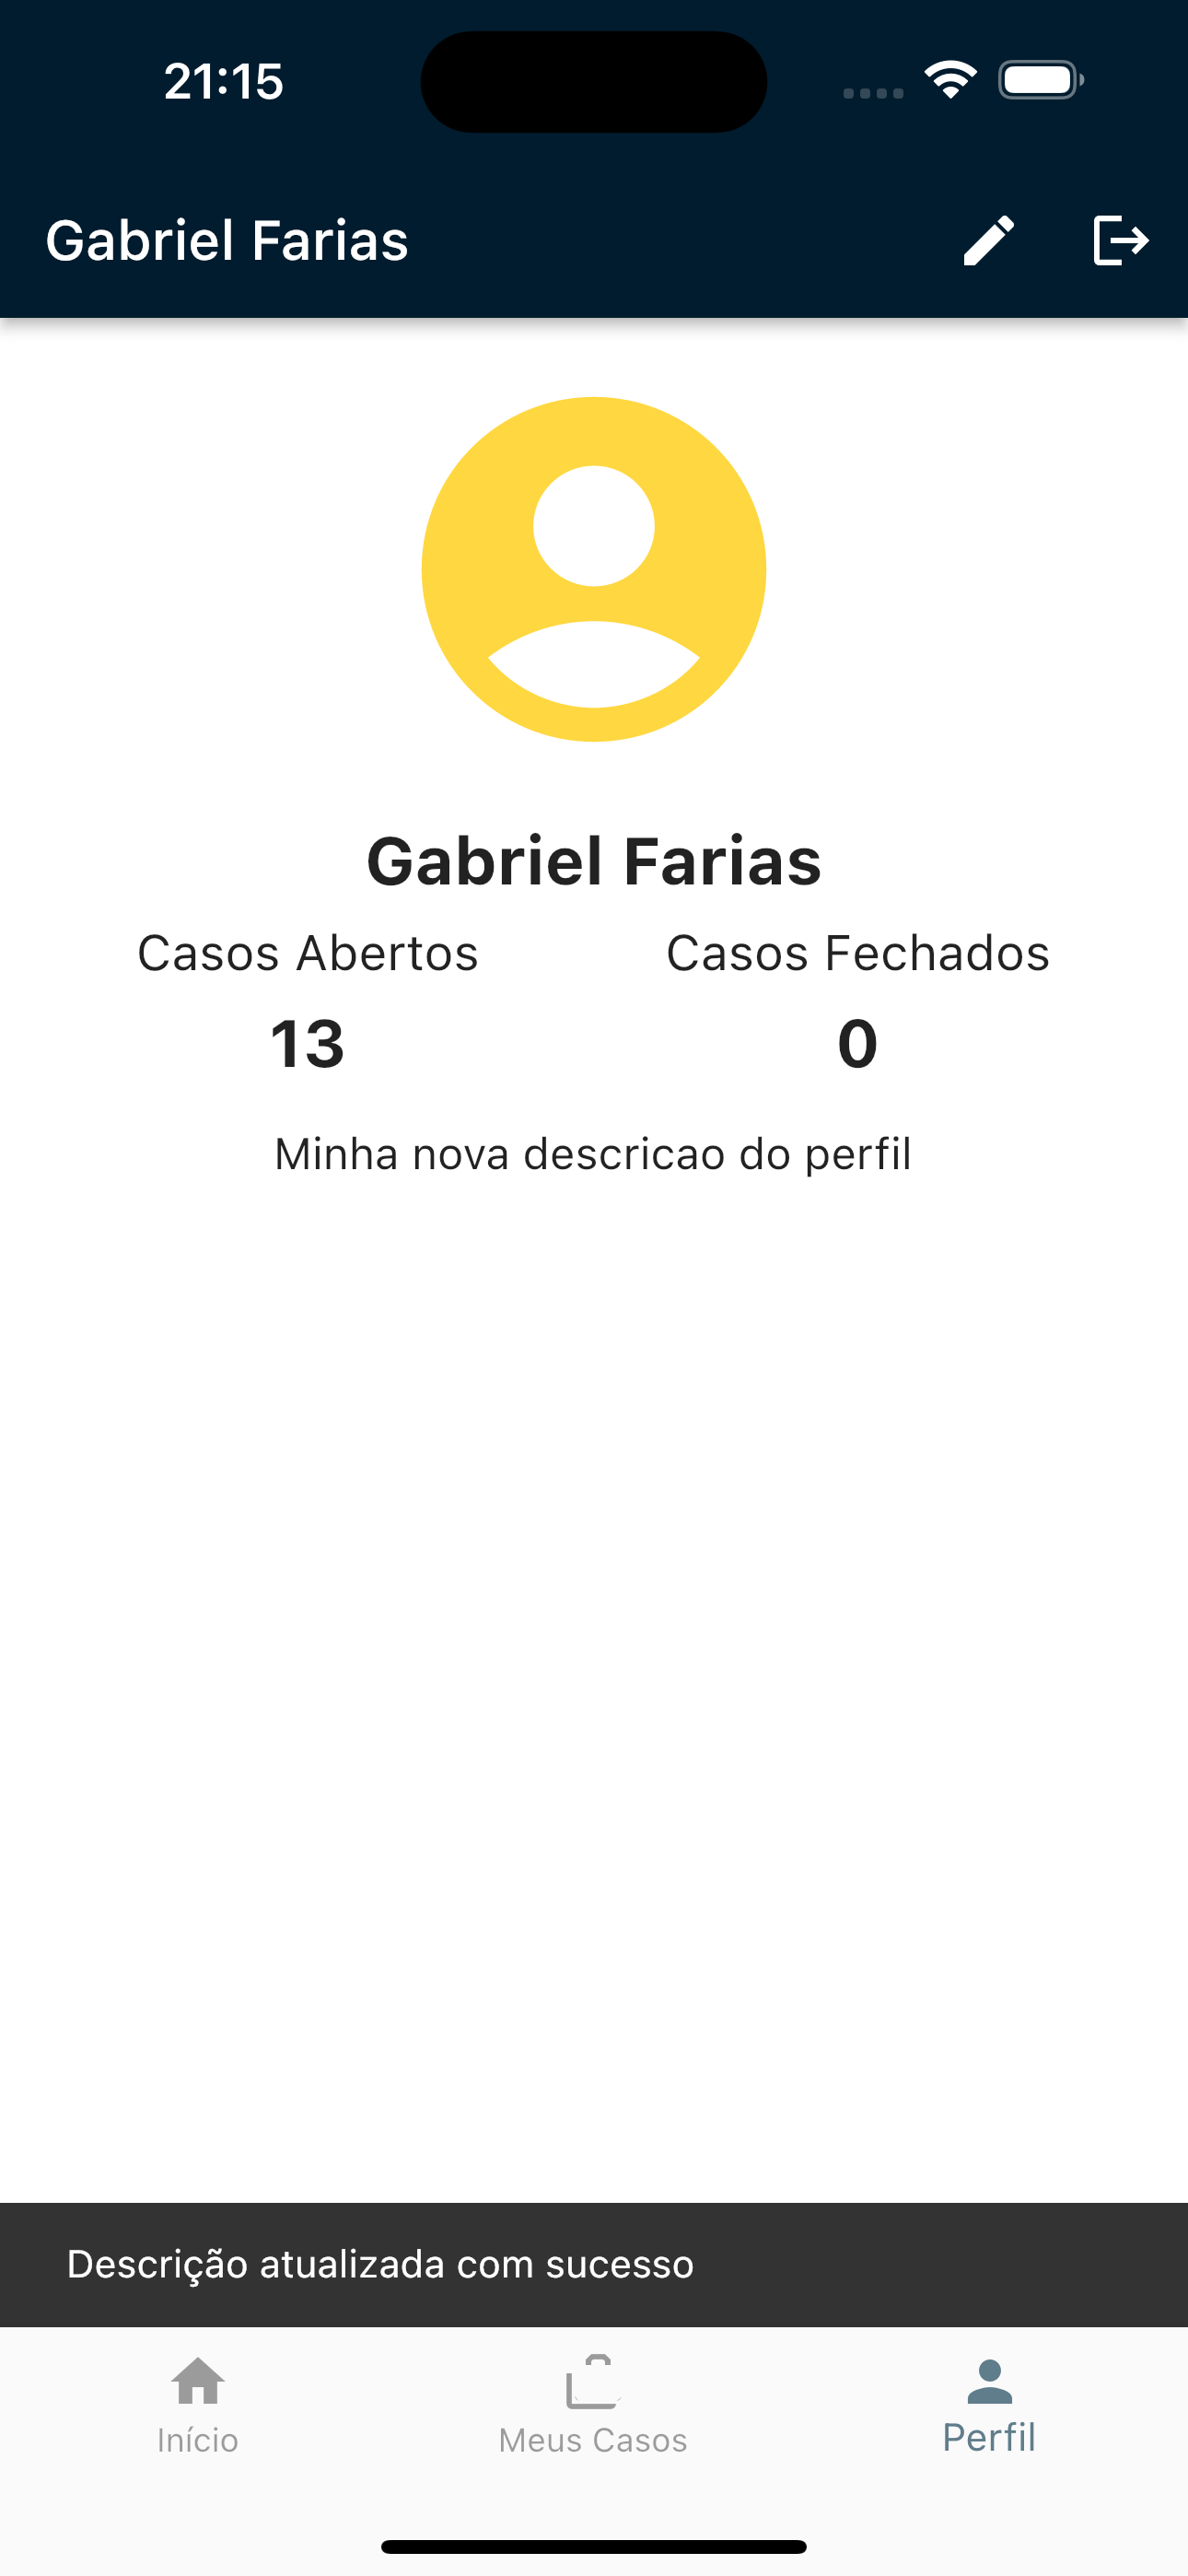 21:15
Gabriel Farias
Gabriel Farias
Casos Abertos Casos Fechados
13 0
Minha nova descricao do perfil
Descrição atualizada com sucesso
Início Meus Casos Perfil